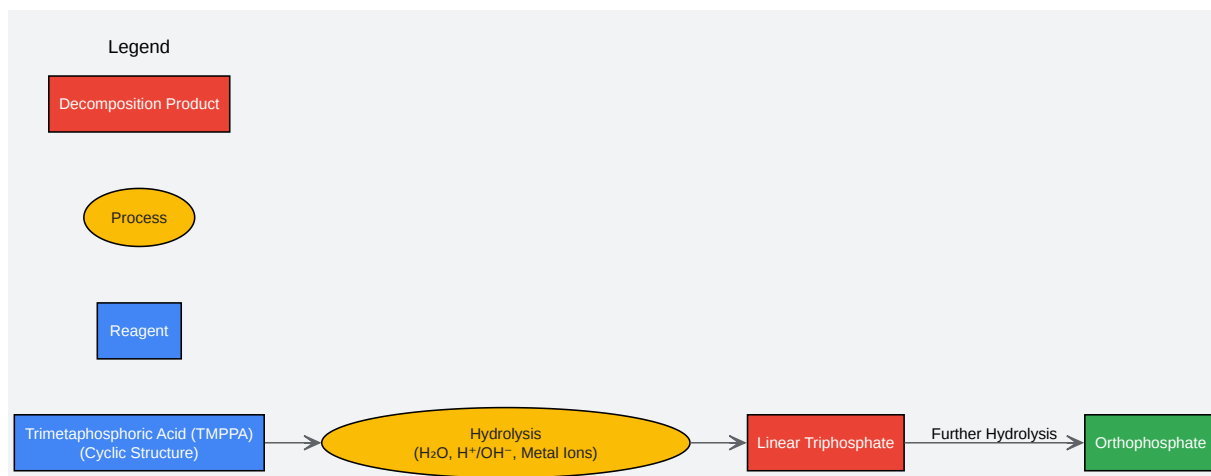 Legend
Decomposition Product
Process
Reagent
Trimetaphosphoric Acid (TMPPA)
(Cyclic Structure)
Hydrolysis
(H₂O, H⁺/OH⁻, Metal Ions)
Linear Triphosphate
Further Hydrolysis
Orthophosphate